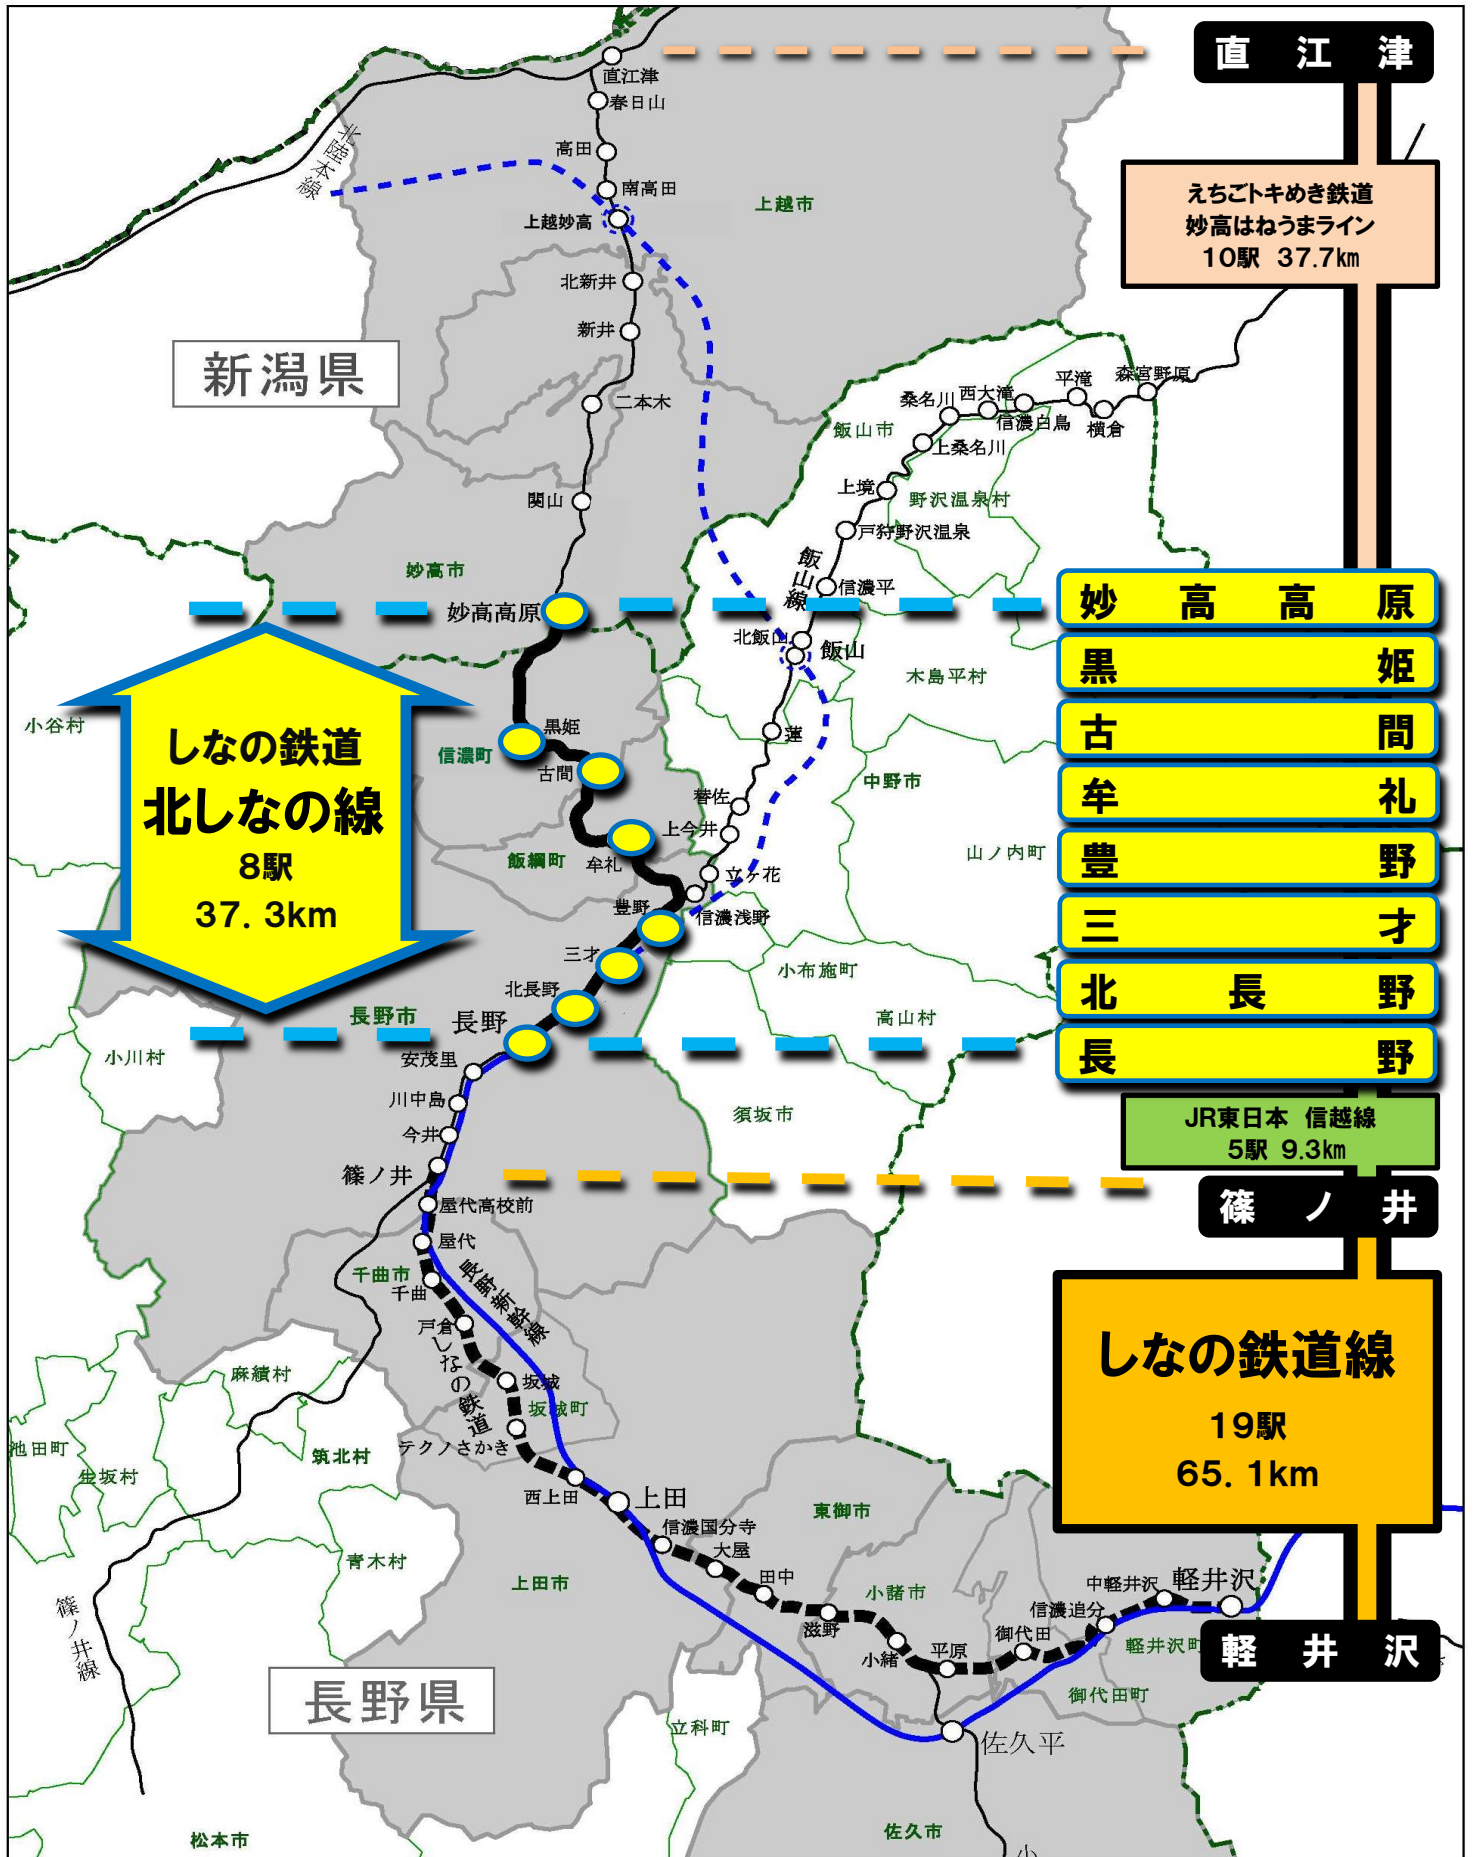 直江津
春日山
高田
南高田
上越妙高
北新井
新井
二本木
関山
妙高高原
黒姫
古間
牟礼
豊野
三才
北長野
長野
安茂里
川中島
今井
篠ノ井
屋代高校前
屋代
千曲
戸倉
坂城
テクノさかき
西上田
上田
信濃国分寺
大屋
田中
滋野
小諸
平原
御代田
信濃追分
中軽井沢
軽井沢
佐久平
北陸本線
上越市
新潟県
妙高市
森宮野原
横倉
平滝
信濃白鳥
西大滝
桑名川
上桑名川
上境
戸狩野沢温泉
信濃平
北飯山
飯山
蓮
替佐
上今井
立ヶ花
信濃浅野
飯山線
飯山市
野沢温泉村
木島平村
中野市
山ノ内町
小布施町
高山村
須坂市
小谷村
信濃町
飯綱町
長野市
小川村
千曲市
坂城町
麻績村
池田町
生坂村
筑北村
青木村
上田市
東御市
小諸市
軽井沢町
御代田町
立科町
佐久市
松本市
長野県
長野新幹線
しなの鉄道
篠ノ井線
しなの鉄道
北しなの線
8駅
37. 3km
直江津
えちごトキめき鉄道
妙高はねうまライン
10駅 37.7km
妙高高原
黒姫
古間
牟礼
豊野
三才
北長野
長野
JR東日本 信越線
5駅 9.3km
篠ノ井
しなの鉄道線
19駅
65. 1km
軽井沢